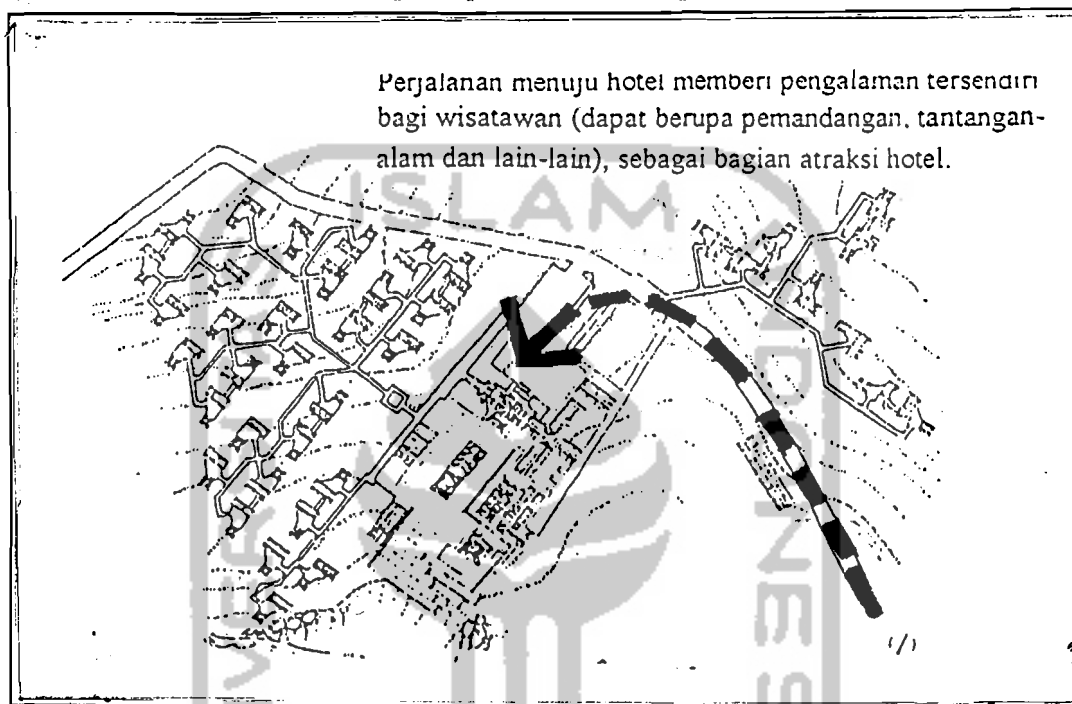 Perjalanan menuju hotel memberi pengalaman tersendiri
bagi wisatawan (dapat berupa pemandangan, tantangan-
alam dan lain-lain), sebagai bagian atraksi hotel.
ISLAM